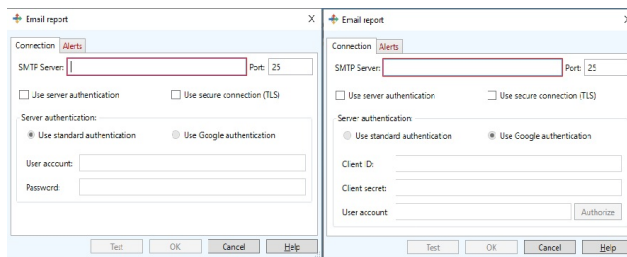 Email report X
Connection Alerts
SMTP Server: Port: 25
Use server authentication Use secure connection (TLS)
Server authentication:
Use standard authentication Use Google authentication
User account:
Password:
Test OK Cancel Help
Email report X
Connection Alerts
SMTP Server: Port: 25
Use server authentication Use secure connection (TLS)
Server authentication
Use standard authentication Use Google authentication
Client ID:
Client secret:
User account Authorize
Test OK Cancel Help